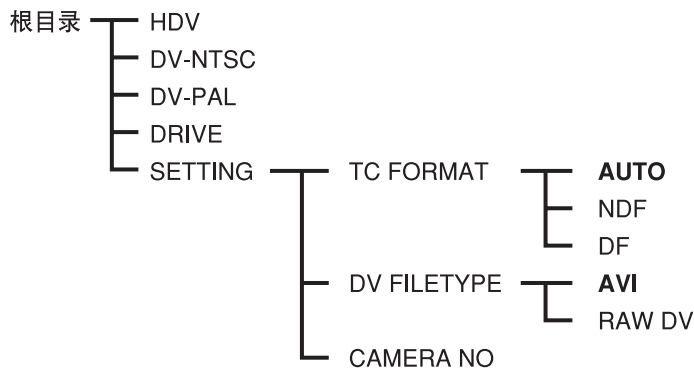 根目录 HDV
DV-NTSC
DV-PAL
DRIVE
SETTING TC FORMAT AUTO
NDF
DF
DV FILETYPE AVI
RAW DV
CAMERA NO